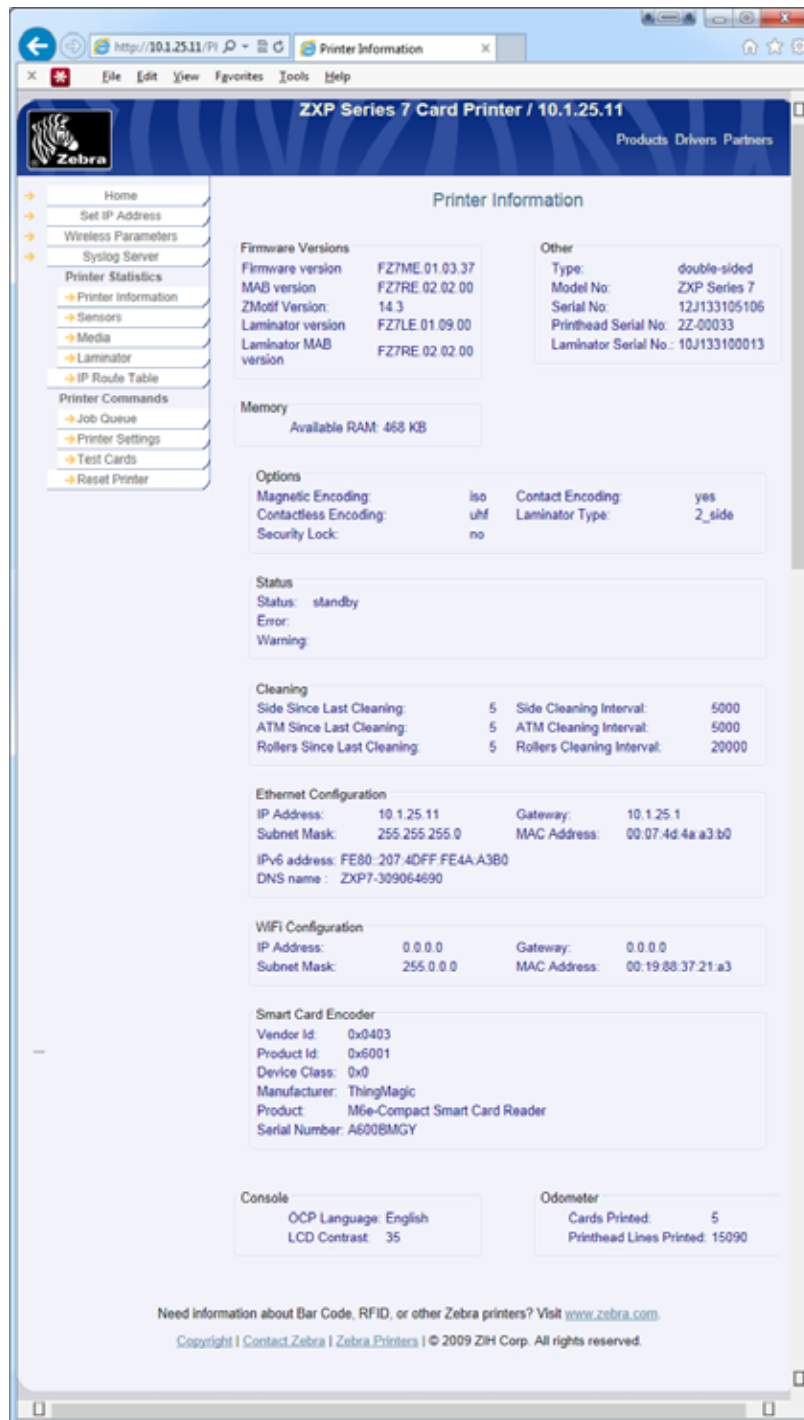 http://10.1.25.11/PI
Printer Information
File Edit View Favorites Tools Help
ZXP Series 7 Card Printer / 10.1.25.11
Zebra
Products Drivers Partners
Home
Set IP Address
Wireless Parameters
Syslog Server
Printer Statistics
Printer Information
Sensors
Media
Laminator
IP Route Table
Printer Commands
Job Queue
Printer Settings
Test Cards
Reset Printer
Printer Information
Firmware Versions
Firmware version FZ7ME.01.03.37
MAB version FZ7RE.02.02.00
ZMotif Version: 14.3
Laminator version FZ7LE.01.09.00
Laminator MAB version FZ7RE.02.02.00
Other
Type: double-sided
Model No: ZXP Series 7
Serial No: 12J133105106
Printhead Serial No: 2Z-00033
Laminator Serial No.: 10J133100013
Memory
Available RAM: 468 KB
Options
Magnetic Encoding: iso Contact Encoding: yes
Contactless Encoding: uhf Laminator Type: 2_side
Security Lock: no
Status
Status: standby
Error:
Warning:
Cleaning
Side Since Last Cleaning: 5 Side Cleaning Interval: 5000
ATM Since Last Cleaning: 5 ATM Cleaning Interval: 5000
Rollers Since Last Cleaning: 5 Rollers Cleaning Interval: 20000
Ethernet Configuration
IP Address: 10.1.25.11 Gateway: 10.1.25.1
Subnet Mask: 255.255.255.0 MAC Address: 00:07:4d:4a:a3:b0
IPv6 address: FE80::207:4DFF:FE4A:A3B0
DNS name : ZXP7-309064690
WiFi Configuration
IP Address: 0.0.0.0 Gateway: 0.0.0.0
Subnet Mask: 255.0.0.0 MAC Address: 00:19:88:37:21:a3
Smart Card Encoder
Vendor Id: 0x0403
Product Id: 0x6001
Device Class: 0x0
Manufacturer: ThingMagic
Product: M6e-Compact Smart Card Reader
Serial Number: A600BMGY
Console
OCP Language: English
LCD Contrast: 35
Odometer
Cards Printed: 5
Printhead Lines Printed: 15090
Need information about Bar Code, RFID, or other Zebra printers? Visit www.zebra.com.
Copyright | Contact Zebra | Zebra Printers | © 2009 ZIH Corp. All rights reserved.